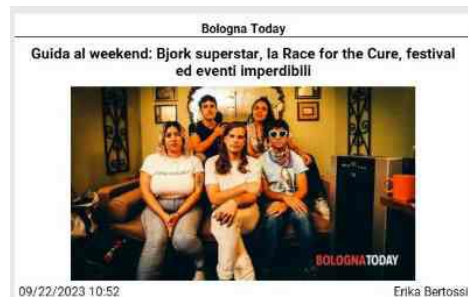 Bologna Today
Guida al weekend: Bjork superstar, la Race for the Cure, festival
ed eventi imperdibili
BOLOGNATODAY
09/22/2023 10:52
Erika Bertossi